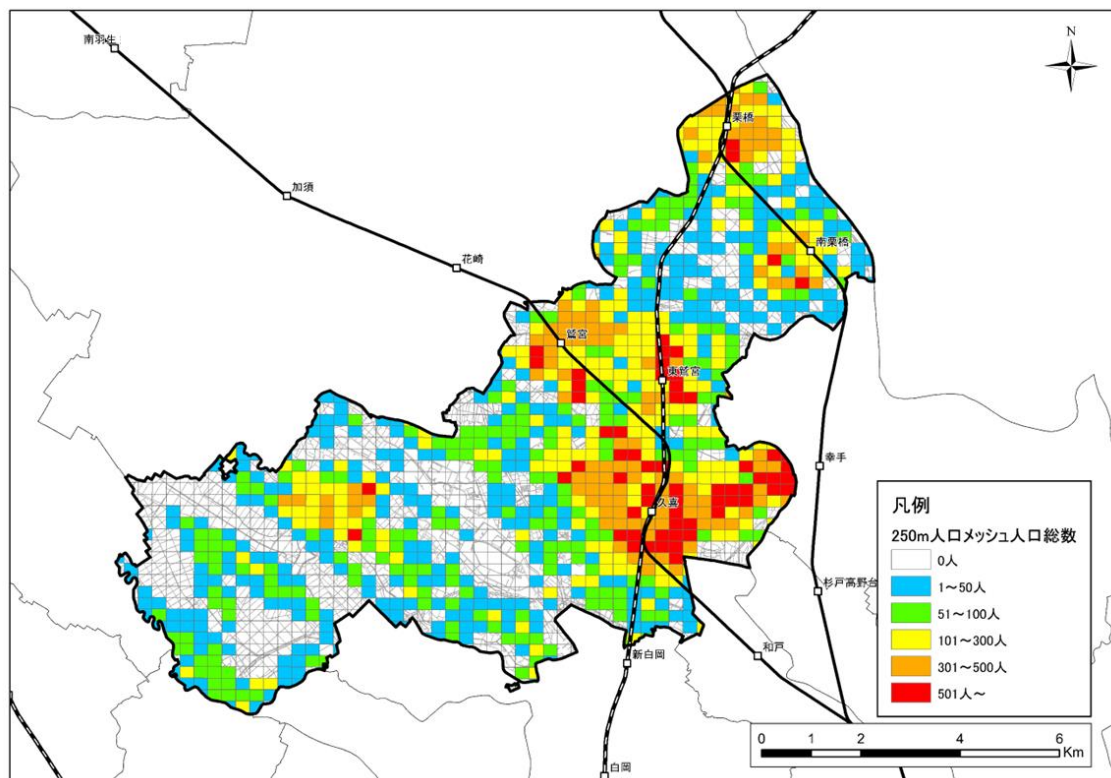 N
南羽生
栗橋
加須
南栗橋
花崎
鷲宮
東鷲宮
幸手
久喜
杉戸高野台
和戸
新白岡
白岡
凡例
250m人口メッシュ人口総数
0人
1～50人
51～100人
101～300人
301～500人
501人～
0 1 2 4 6
Km